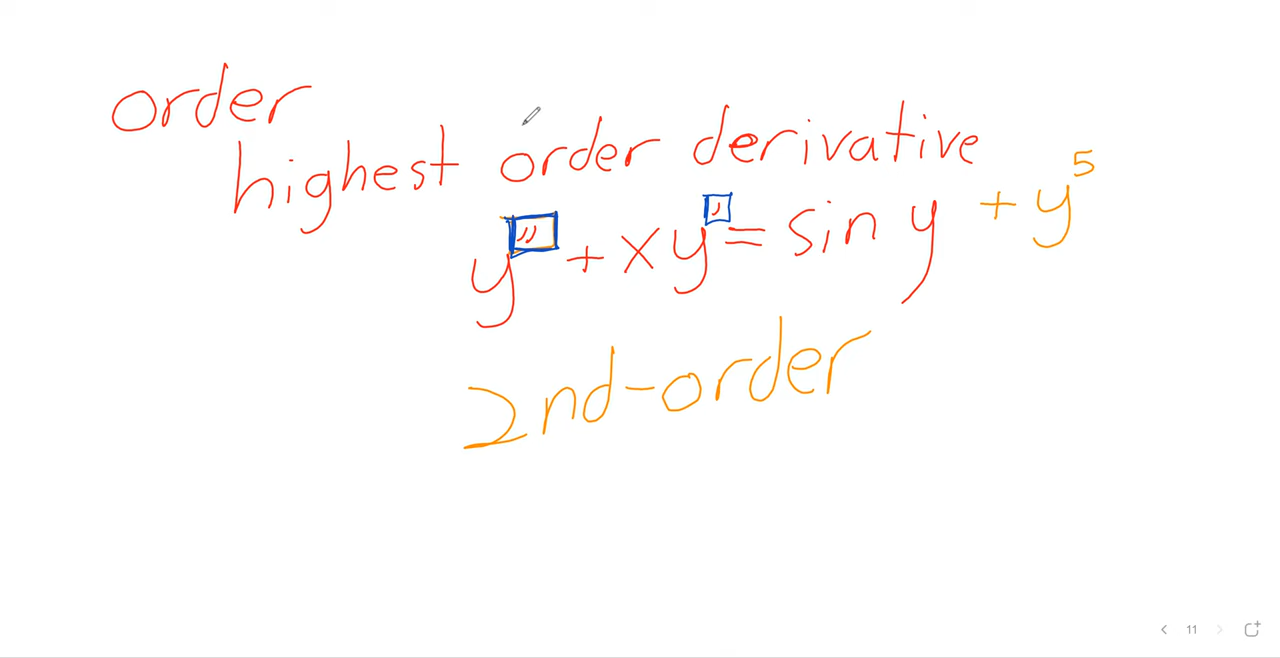 order
highest order derivative
y'' + xy' = sin y + y^5
2nd-order
11